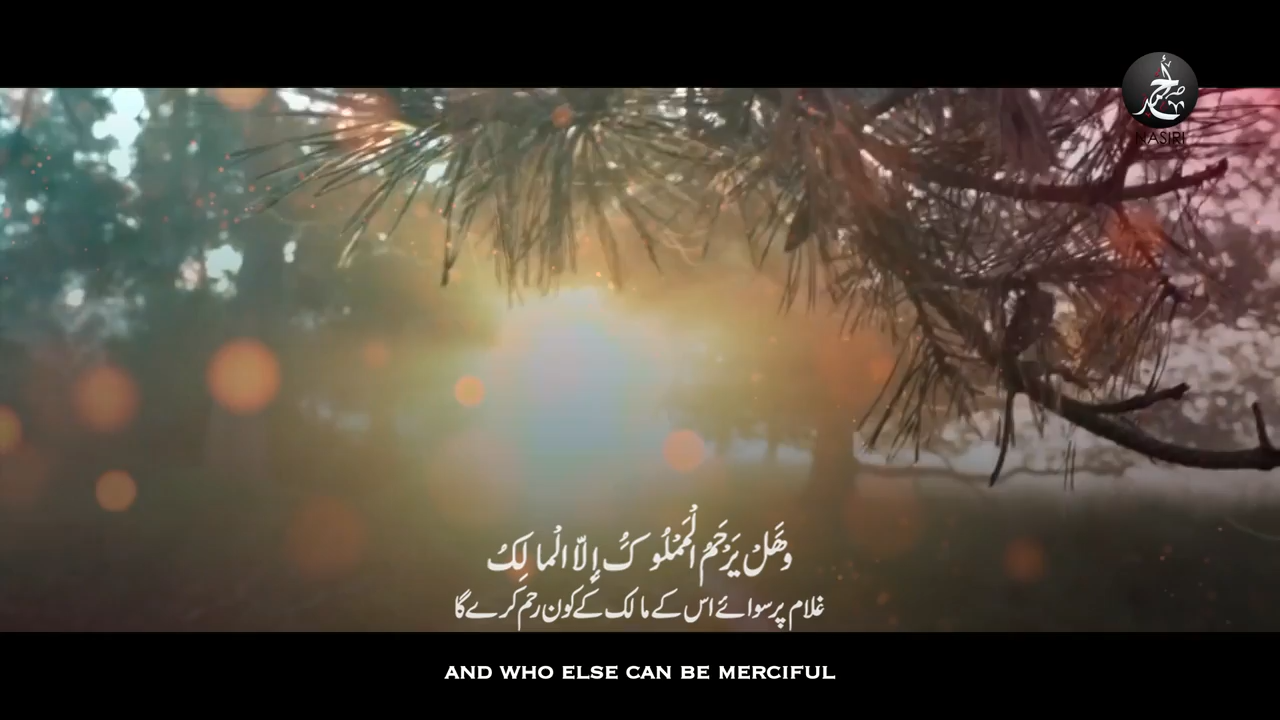 NASIRI
وَهَلْ يَرْحَمُ الْمَمْلُوكَ إِلَّا الْمَالِكُ
غلام پر سوائے اس کے مالک کے کون رحم کرے گا
AND WHO ELSE CAN BE MERCIFUL